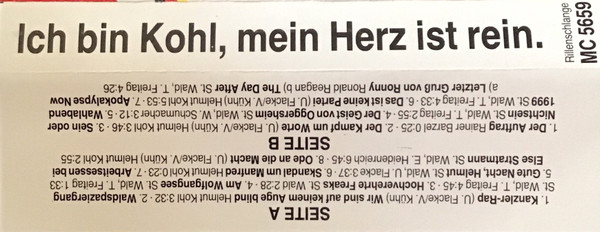 Ich bin Kohl, mein Herz ist rein.
Rillenschlange
MC 5659
SEITE A
1. Kanzler-Rap (U. Flacke/V. Kühn) Wir sind auf keinem Auge blind Helmut Kohl 3:32 · 2. Waldspaziergang
St. Wald, T. Freitag 4:45 · 3. Hochverehrte Freaks St. Wald 2:28 · 4. Am Wolfgangsee St. Wald, T. Freitag 1:33
5. Gute Nacht, Helmut St. Wald, U. Flacke 3:37 · 6. Skandal um Manfred Helmut Kohl 0:23 · 7. Arbeitsessen bei
Else Stratmann St. Wald, E. Heidenreich 6:45 · 8. Ode an die Macht (U. Flacke/V. Kühn) Helmut Kohl 2:55
SEITE B
1. Der Auftrag Rainer Barzel 0:25 · 2. Der Kampf um Worte (U. Flacke/V. Kühn) Helmut Kohl 3:46 · 3. Sein oder
Nichtsein St. Wald, T. Freitag 2:55 · 4. Der Geist von Oggersheim St. Wald, W. Schumacher 3:12 · 5. Wahlabend
1999 St. Wald, T. Freitag 4:33 · 6. Das ist keine Partei (U. Flacke/V. Kühn) Helmut Kohl 5:53 · 7. Apokalypse Now
a) Letzter Gruß von Ronny Ronald Reagan b) The Day After St. Wald, T. Freitag 4:26